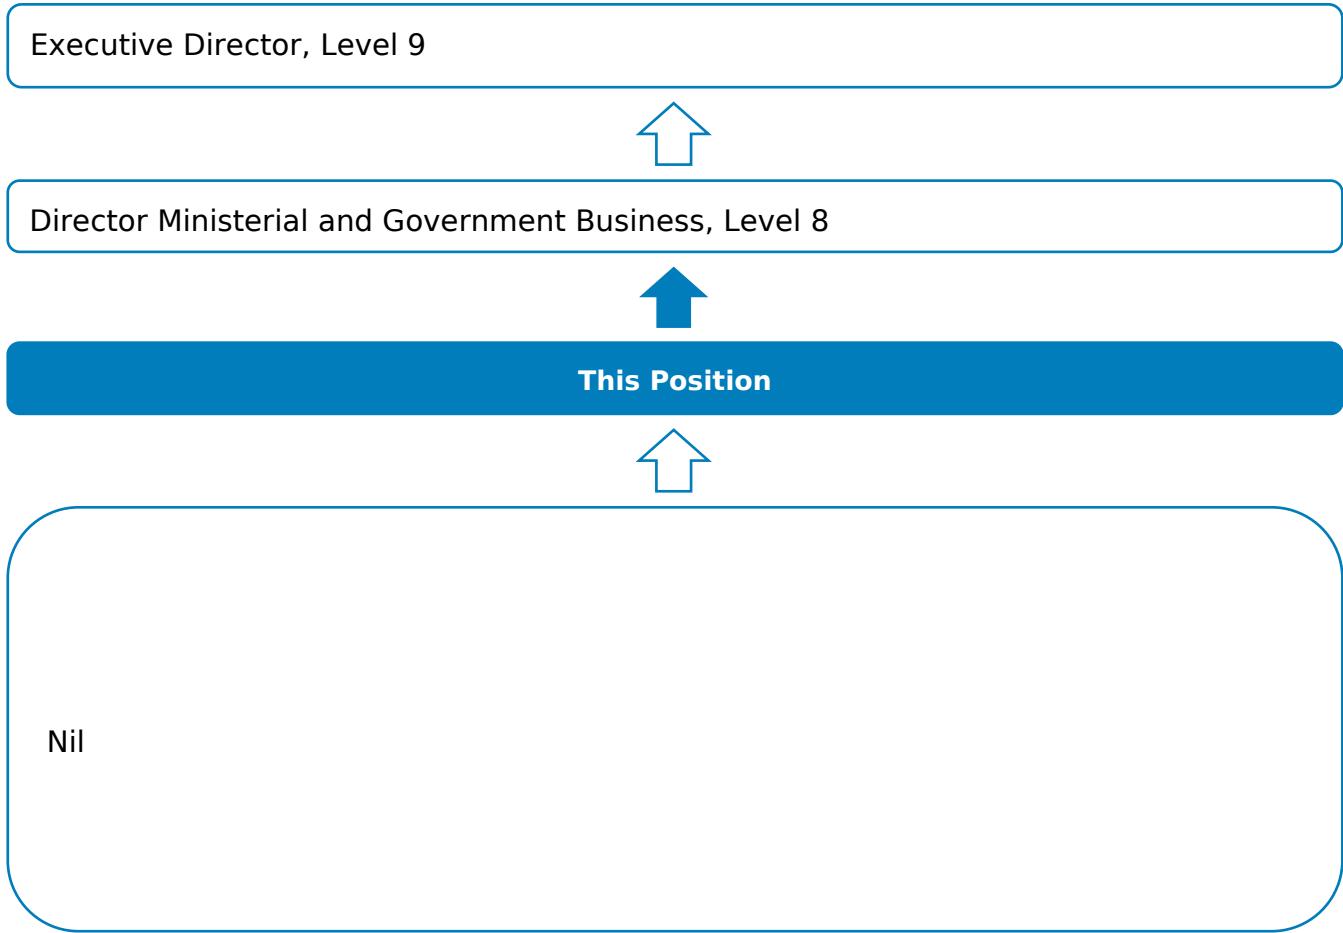 Executive Director, Level 9
Director Ministerial and Government Business, Level 8
This Position
Nil